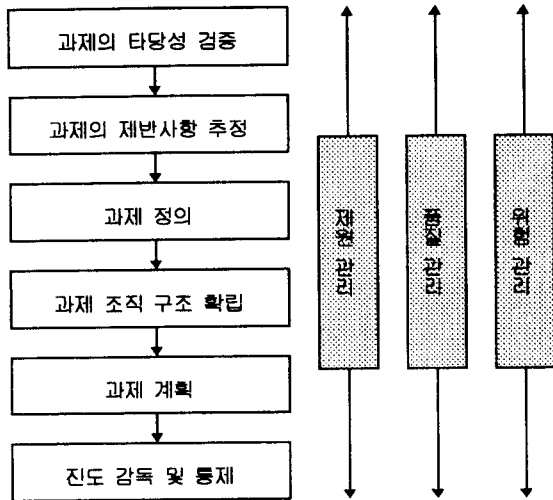 과제의 타당성 검증
과제의 제반사항 추정
과제 정의
과제 조직 구조 확립
과제 계획
진도 감독 및 통제
재원 관리
품질 관리
위험 관리